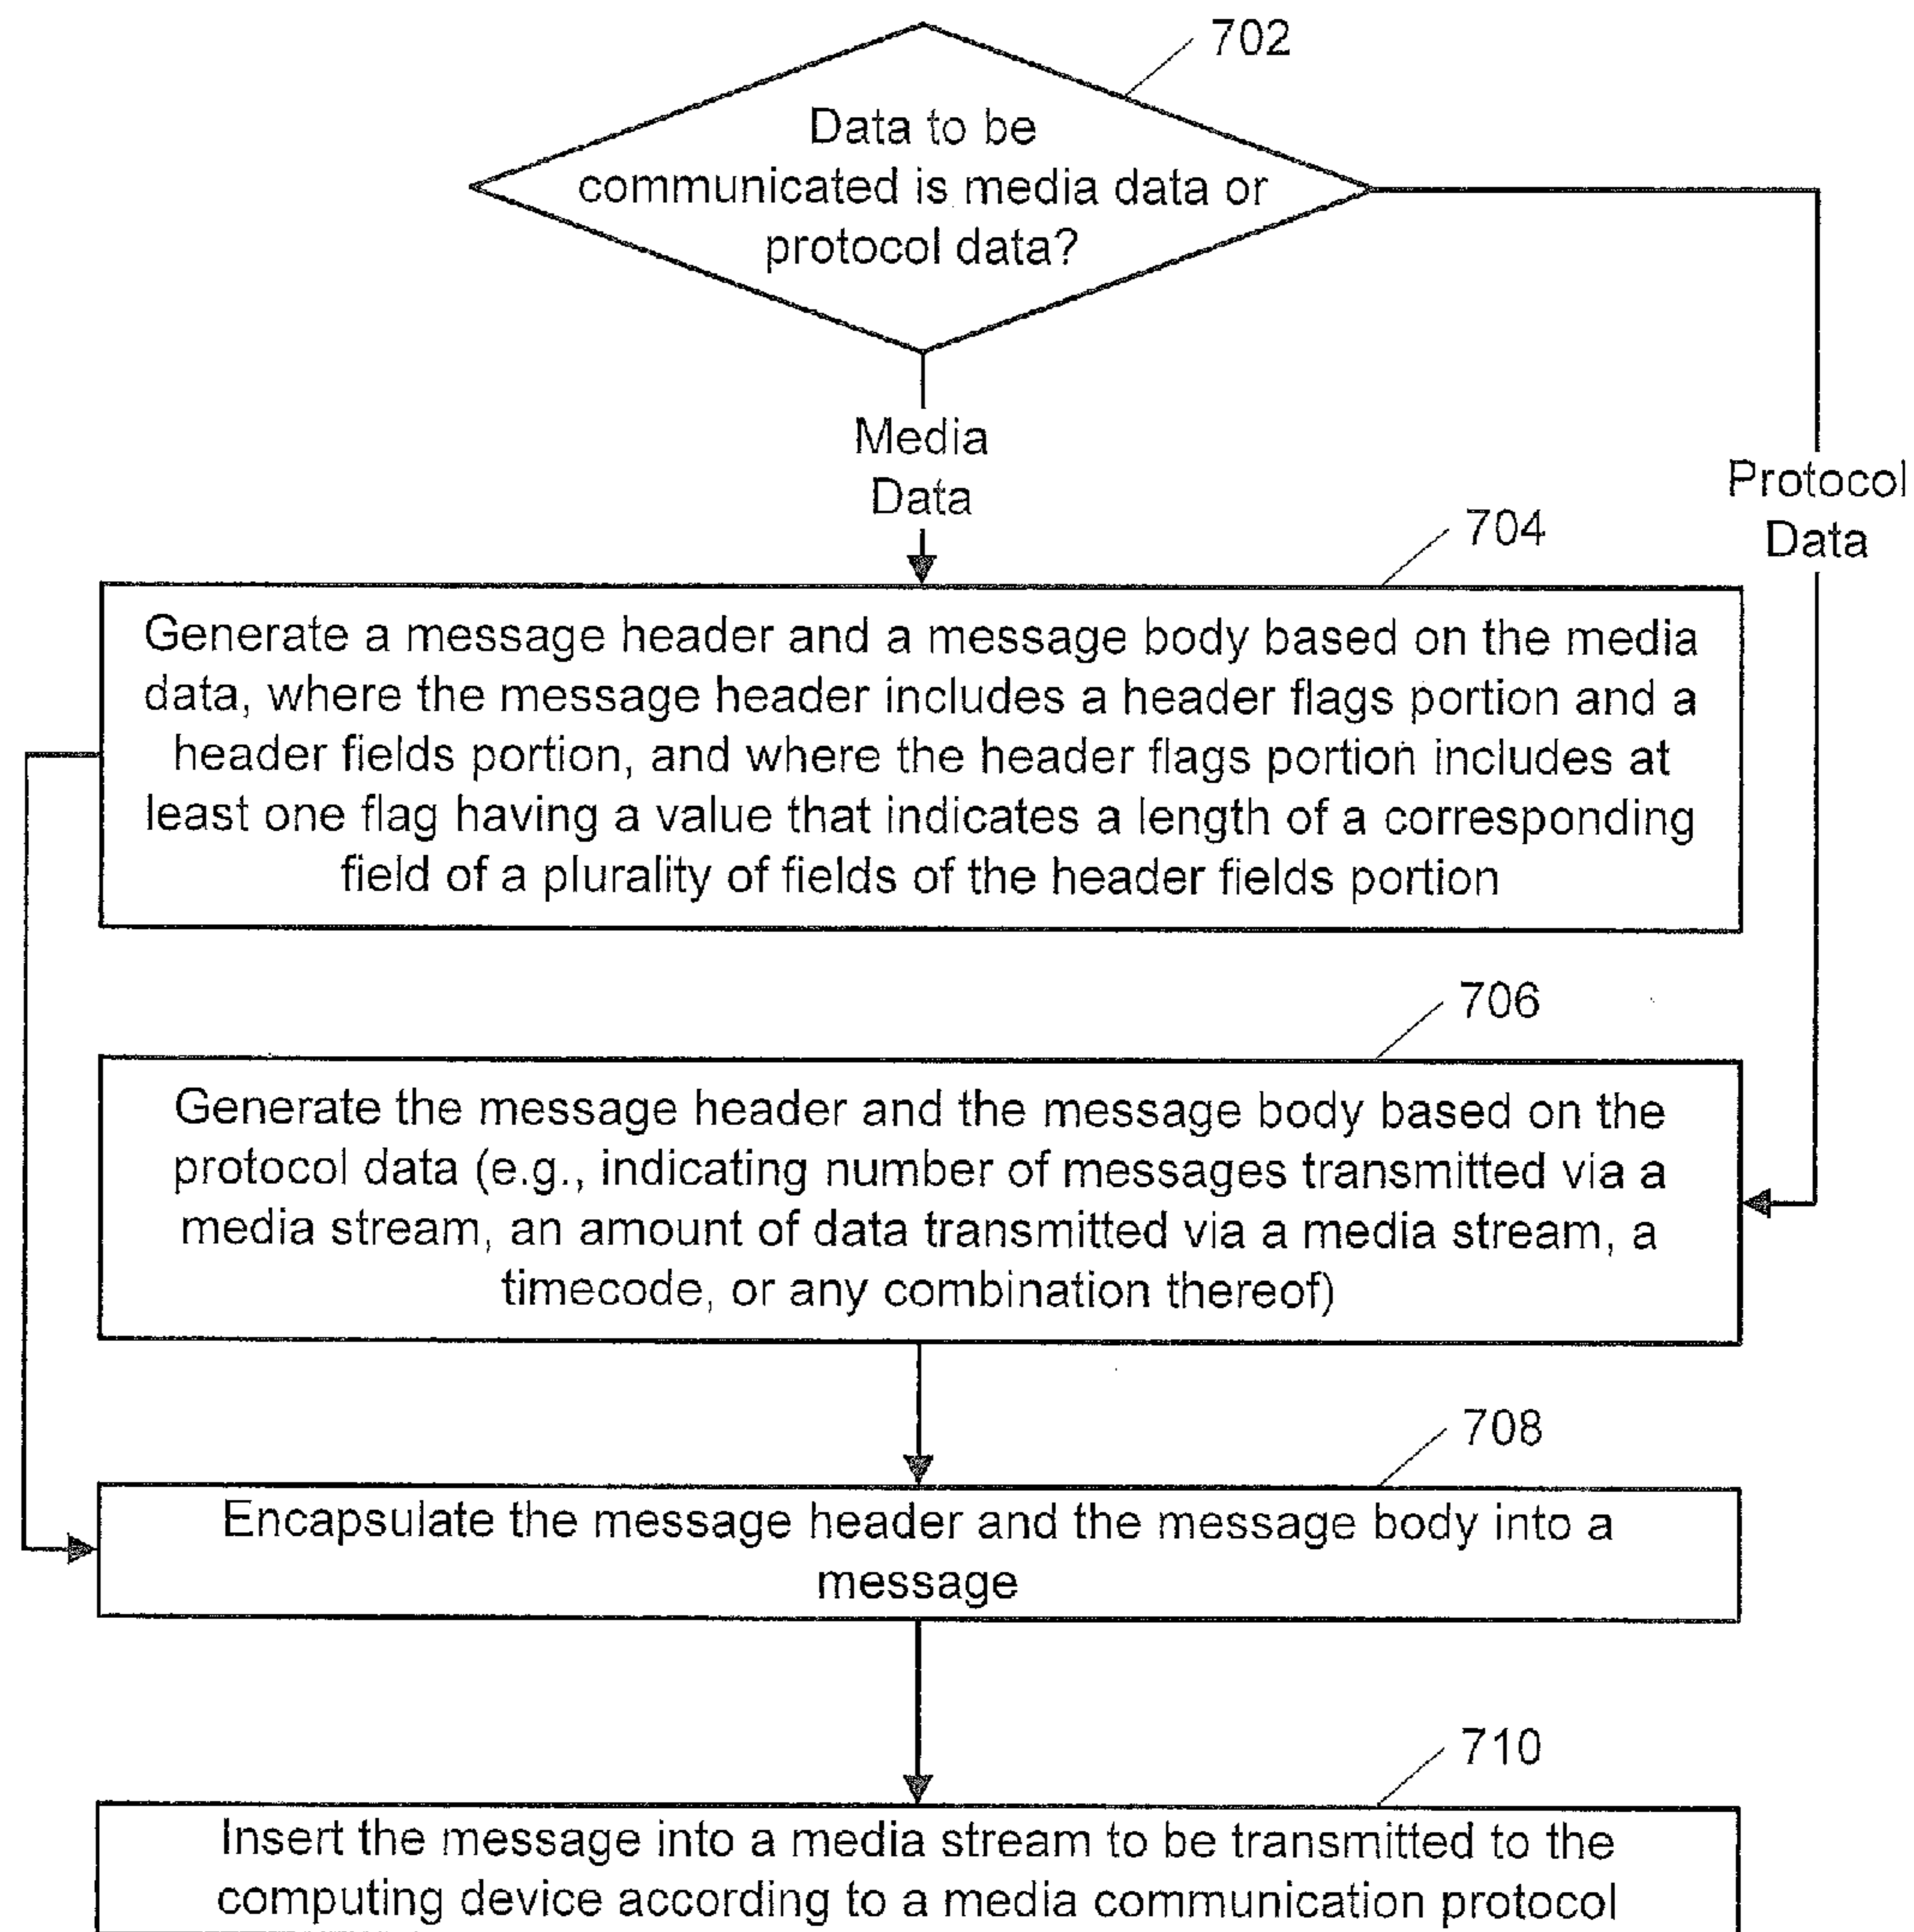 702
Data to be
communicated is media data or
protocol data?
Media
Data
Protocol
Data
704
Generate a message header and a message body based on the media
data, where the message header includes a header flags portion and a
header fields portion, and where the header flags portion includes at
least one flag having a value that indicates a length of a corresponding
field of a plurality of fields of the header fields portion
706
Generate the message header and the message body based on the
protocol data (e.g., indicating number of messages transmitted via a
media stream, an amount of data transmitted via a media stream, a
timecode, or any combination thereof)
708
Encapsulate the message header and the message body into a
message
710
Insert the message into a media stream to be transmitted to the
computing device according to a media communication protocol